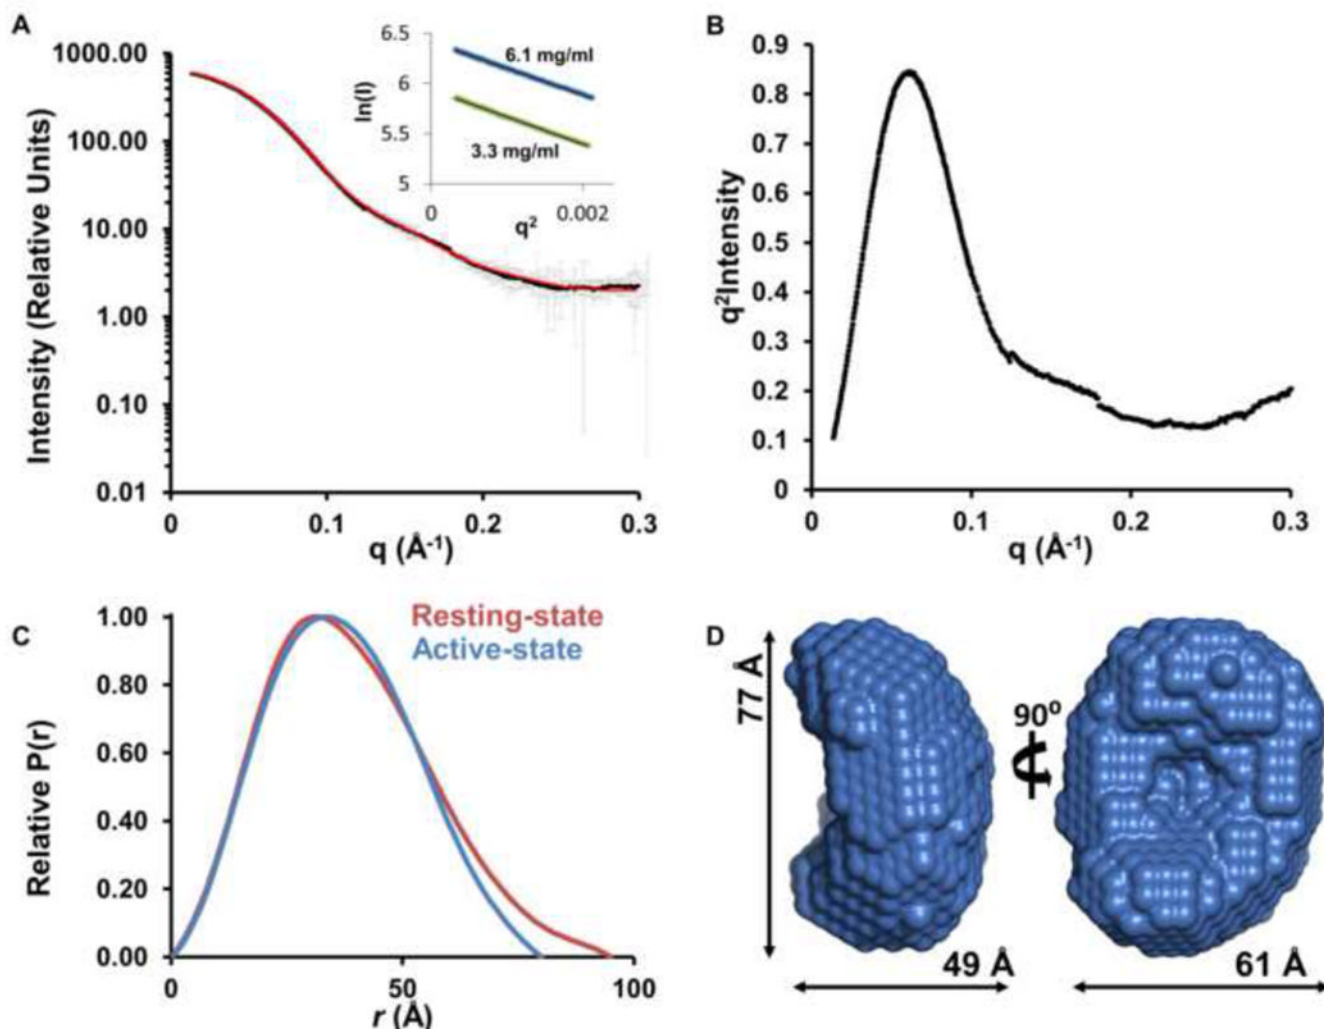 A
Intensity (Relative Units)
1000.00
100.00
10.00
1.00
0.10
0.01
0
0.1
0.2
0.3
q (Å-1)
ln(I)
6.5
6
5.5
5
6.1 mg/ml
3.3 mg/ml
0
0.002
q2
B
q2Intensity
0.9
0.8
0.7
0.6
0.5
0.4
0.3
0.2
0.1
0
0
0.1
0.2
0.3
q (Å-1)
C
Relative P(r)
1.00
0.80
0.60
0.40
0.20
0.00
Resting-state
Active-state
0
50
100
r (Å)
D
77 Å
90o
49 Å
61 Å